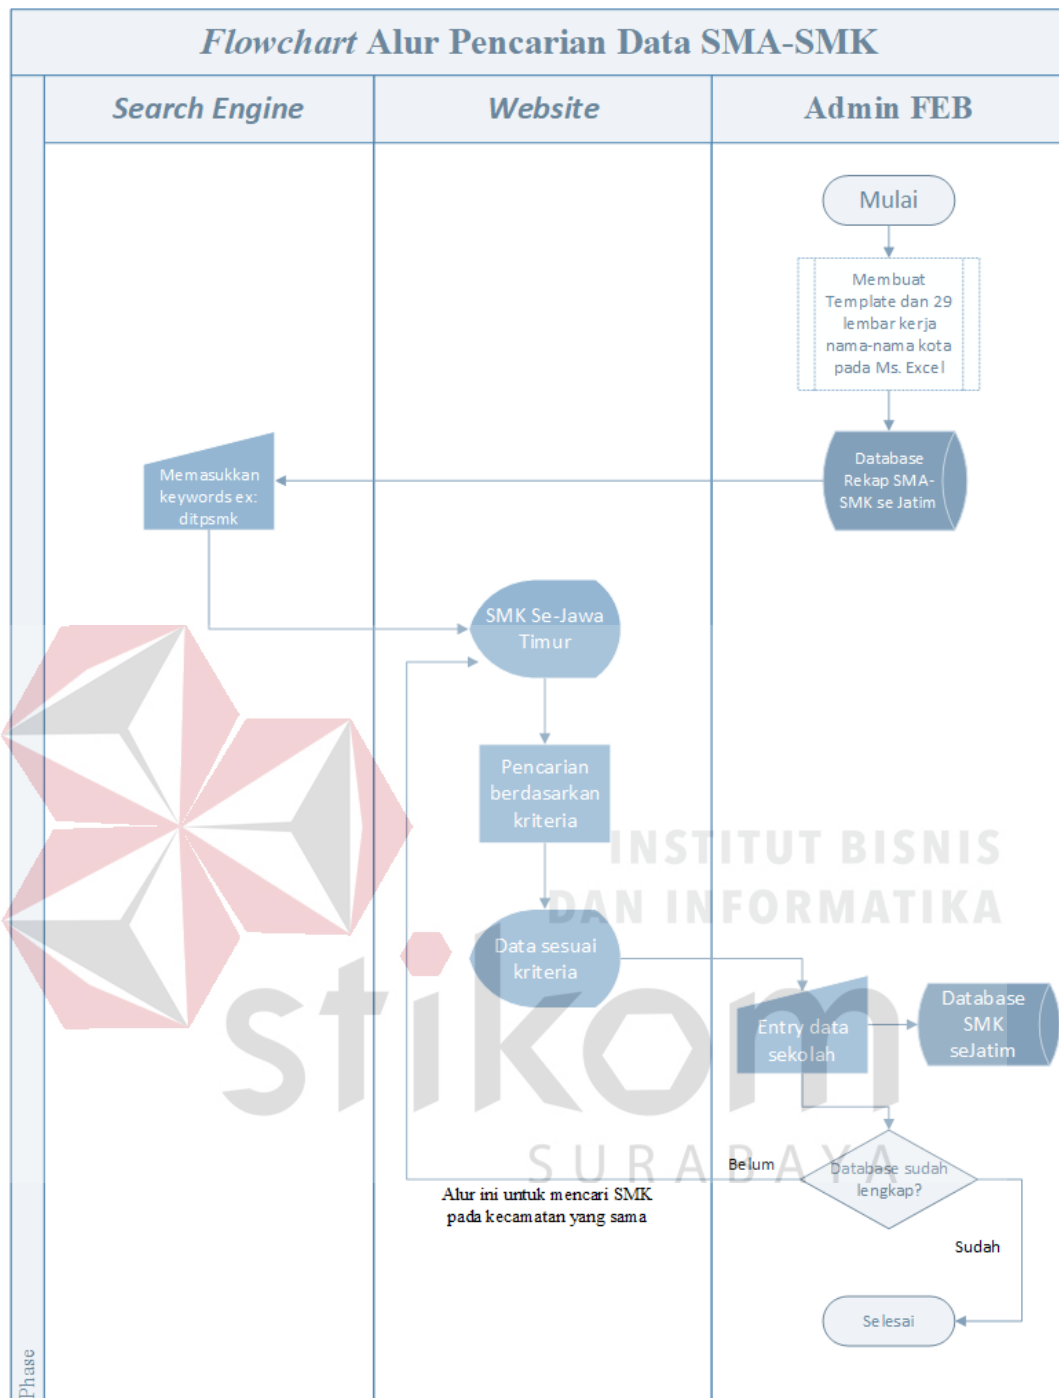 Flowchart Alur Pencarian Data SMA-SMK
Search Engine
Website
Admin FEB
Mulai
Membuat
Template dan 29
lembar kerja
nama-nama kota
pada Ms. Excel
Database
Rekap SMA-
SMK se Jatim
Memasukkan
keywords ex:
ditpsmk
SMK Se-Jawa
Timur
Pencarian
berdasarkan
kriteria
INSTITUT BISNIS
DAN INFORMATIKA
Data sesuai
kriteria
stikom
SURABAYA
Entry data
sekolah
Database
SMK
seJatim
Database sudah
lengkap?
Belum
Alur ini untuk mencari SMK
pada kecamatan yang sama
Sudah
Selesai
Phase